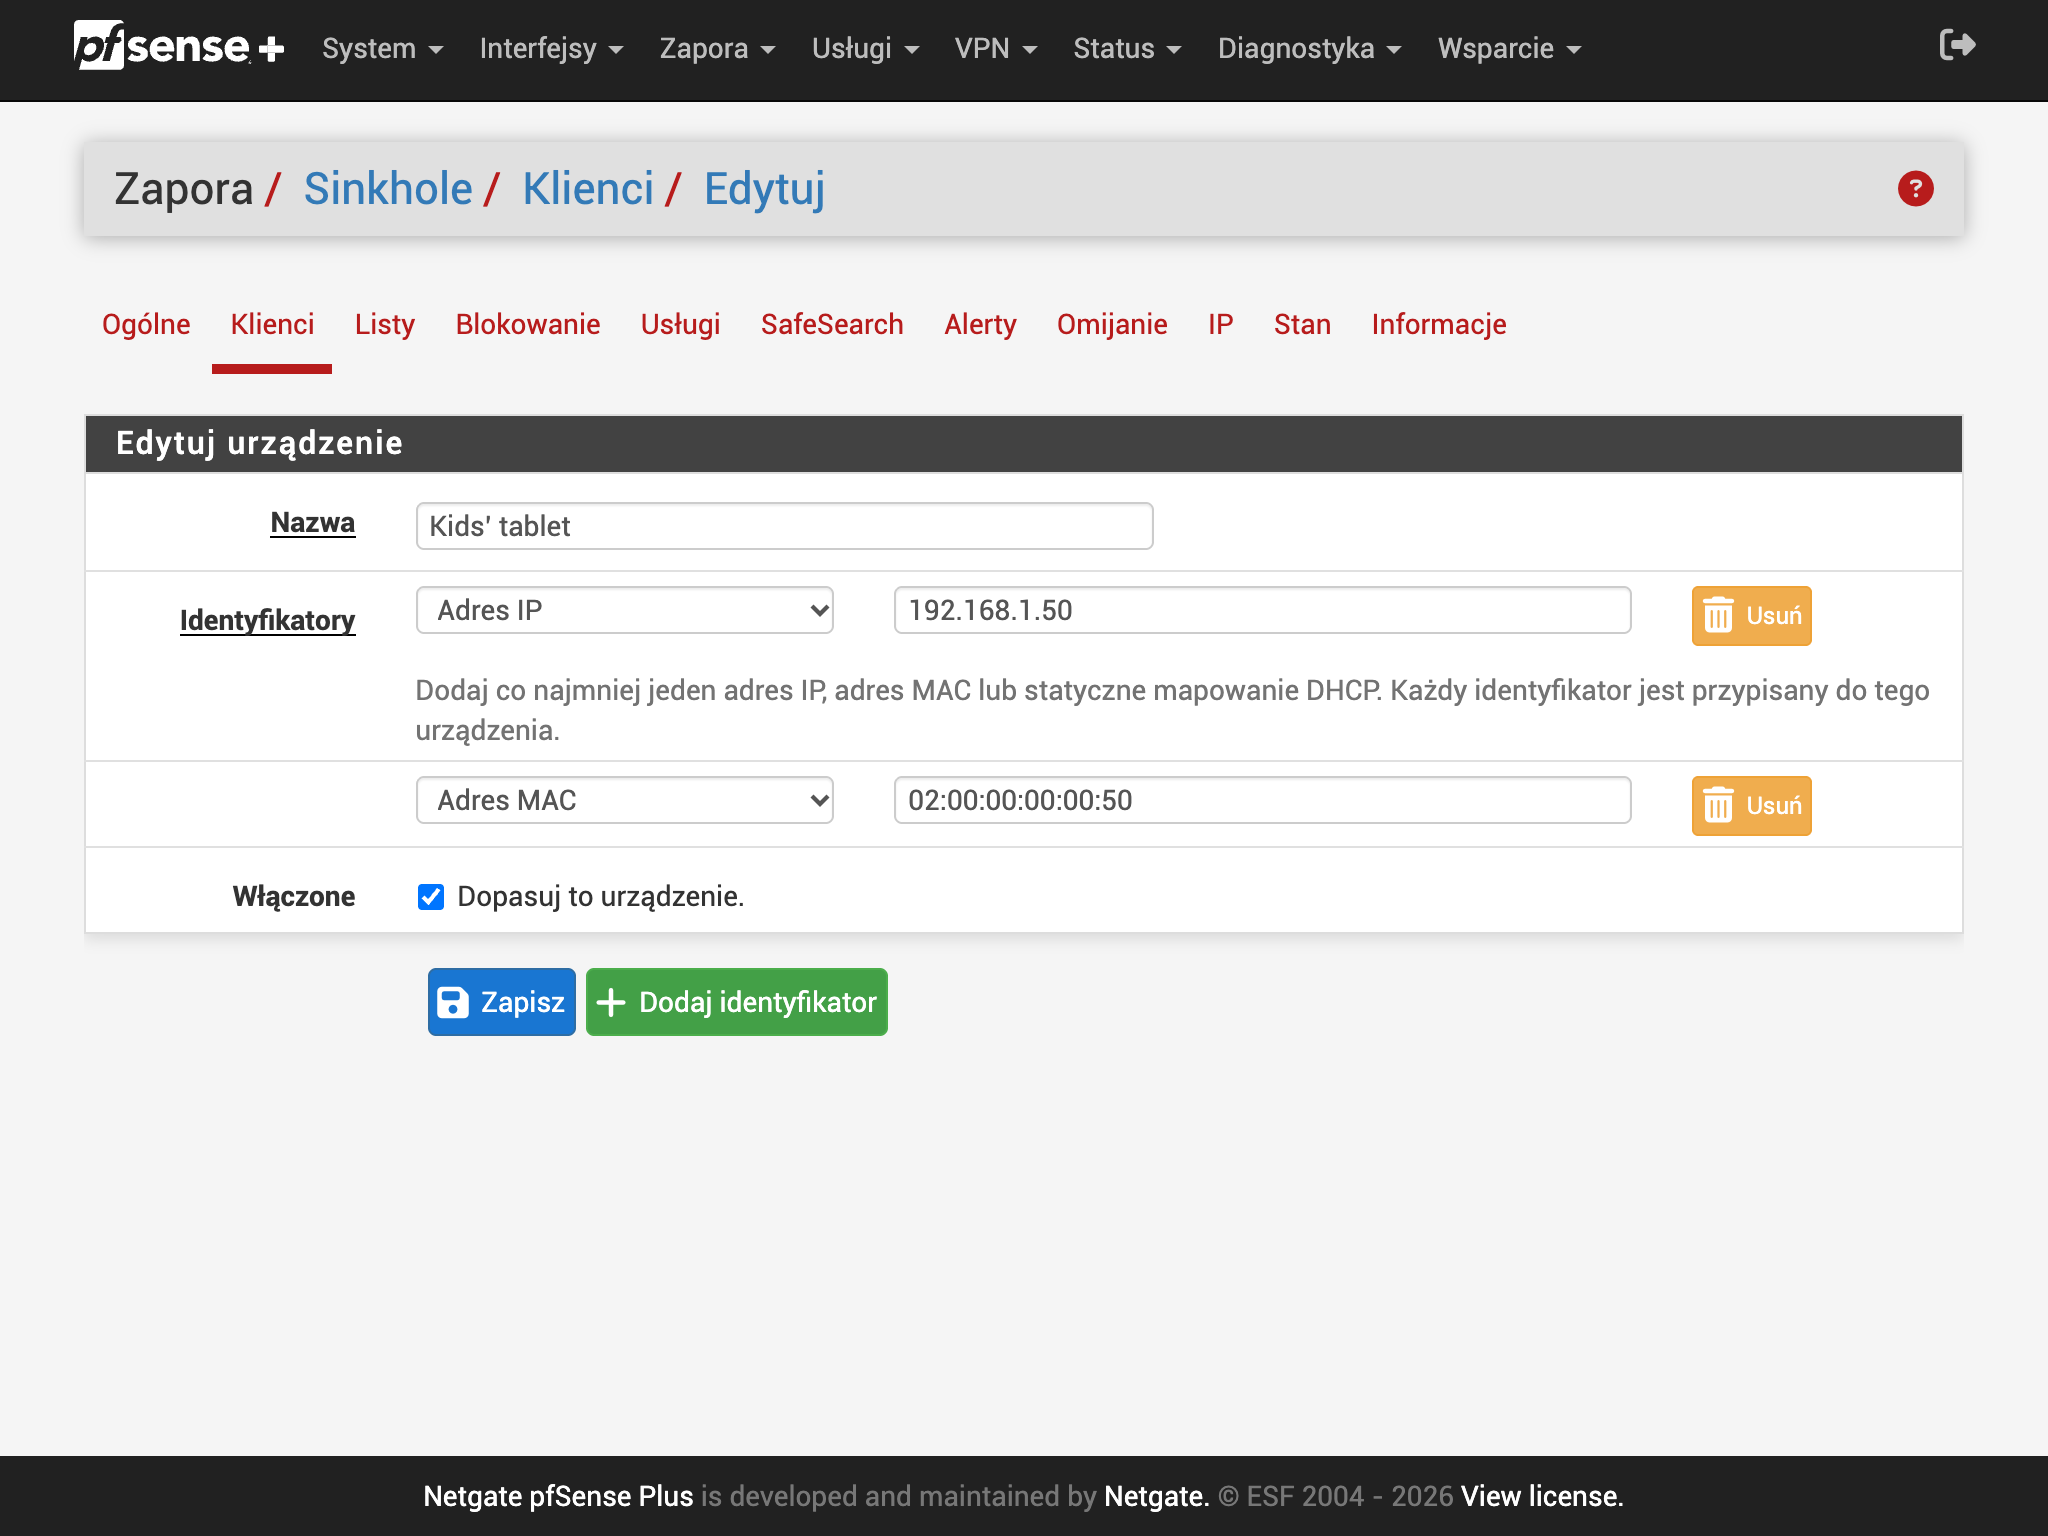 pfsense+ System Interfejsy Zapora Usługi VPN Status Diagnostyka Wsparcie
Zapora / Sinkhole / Klienci / Edytuj ?
Ogólne Klienci Listy Blokowanie Usługi SafeSearch Alerty Omijanie IP Stan Informacje
Edytuj urządzenie
Nazwa Kids' tablet
Identyfikatory Adres IP 192.168.1.50 Usuń
Dodaj co najmniej jeden adres IP, adres MAC lub statyczne mapowanie DHCP. Każdy identyfikator jest przypisany do tego
urządzenia.
Adres MAC 02:00:00:00:00:50 Usuń
Włączone Dopasuj to urządzenie.
Zapisz Dodaj identyfikator
Netgate pfSense Plus is developed and maintained by Netgate. © ESF 2004 - 2026 View license.